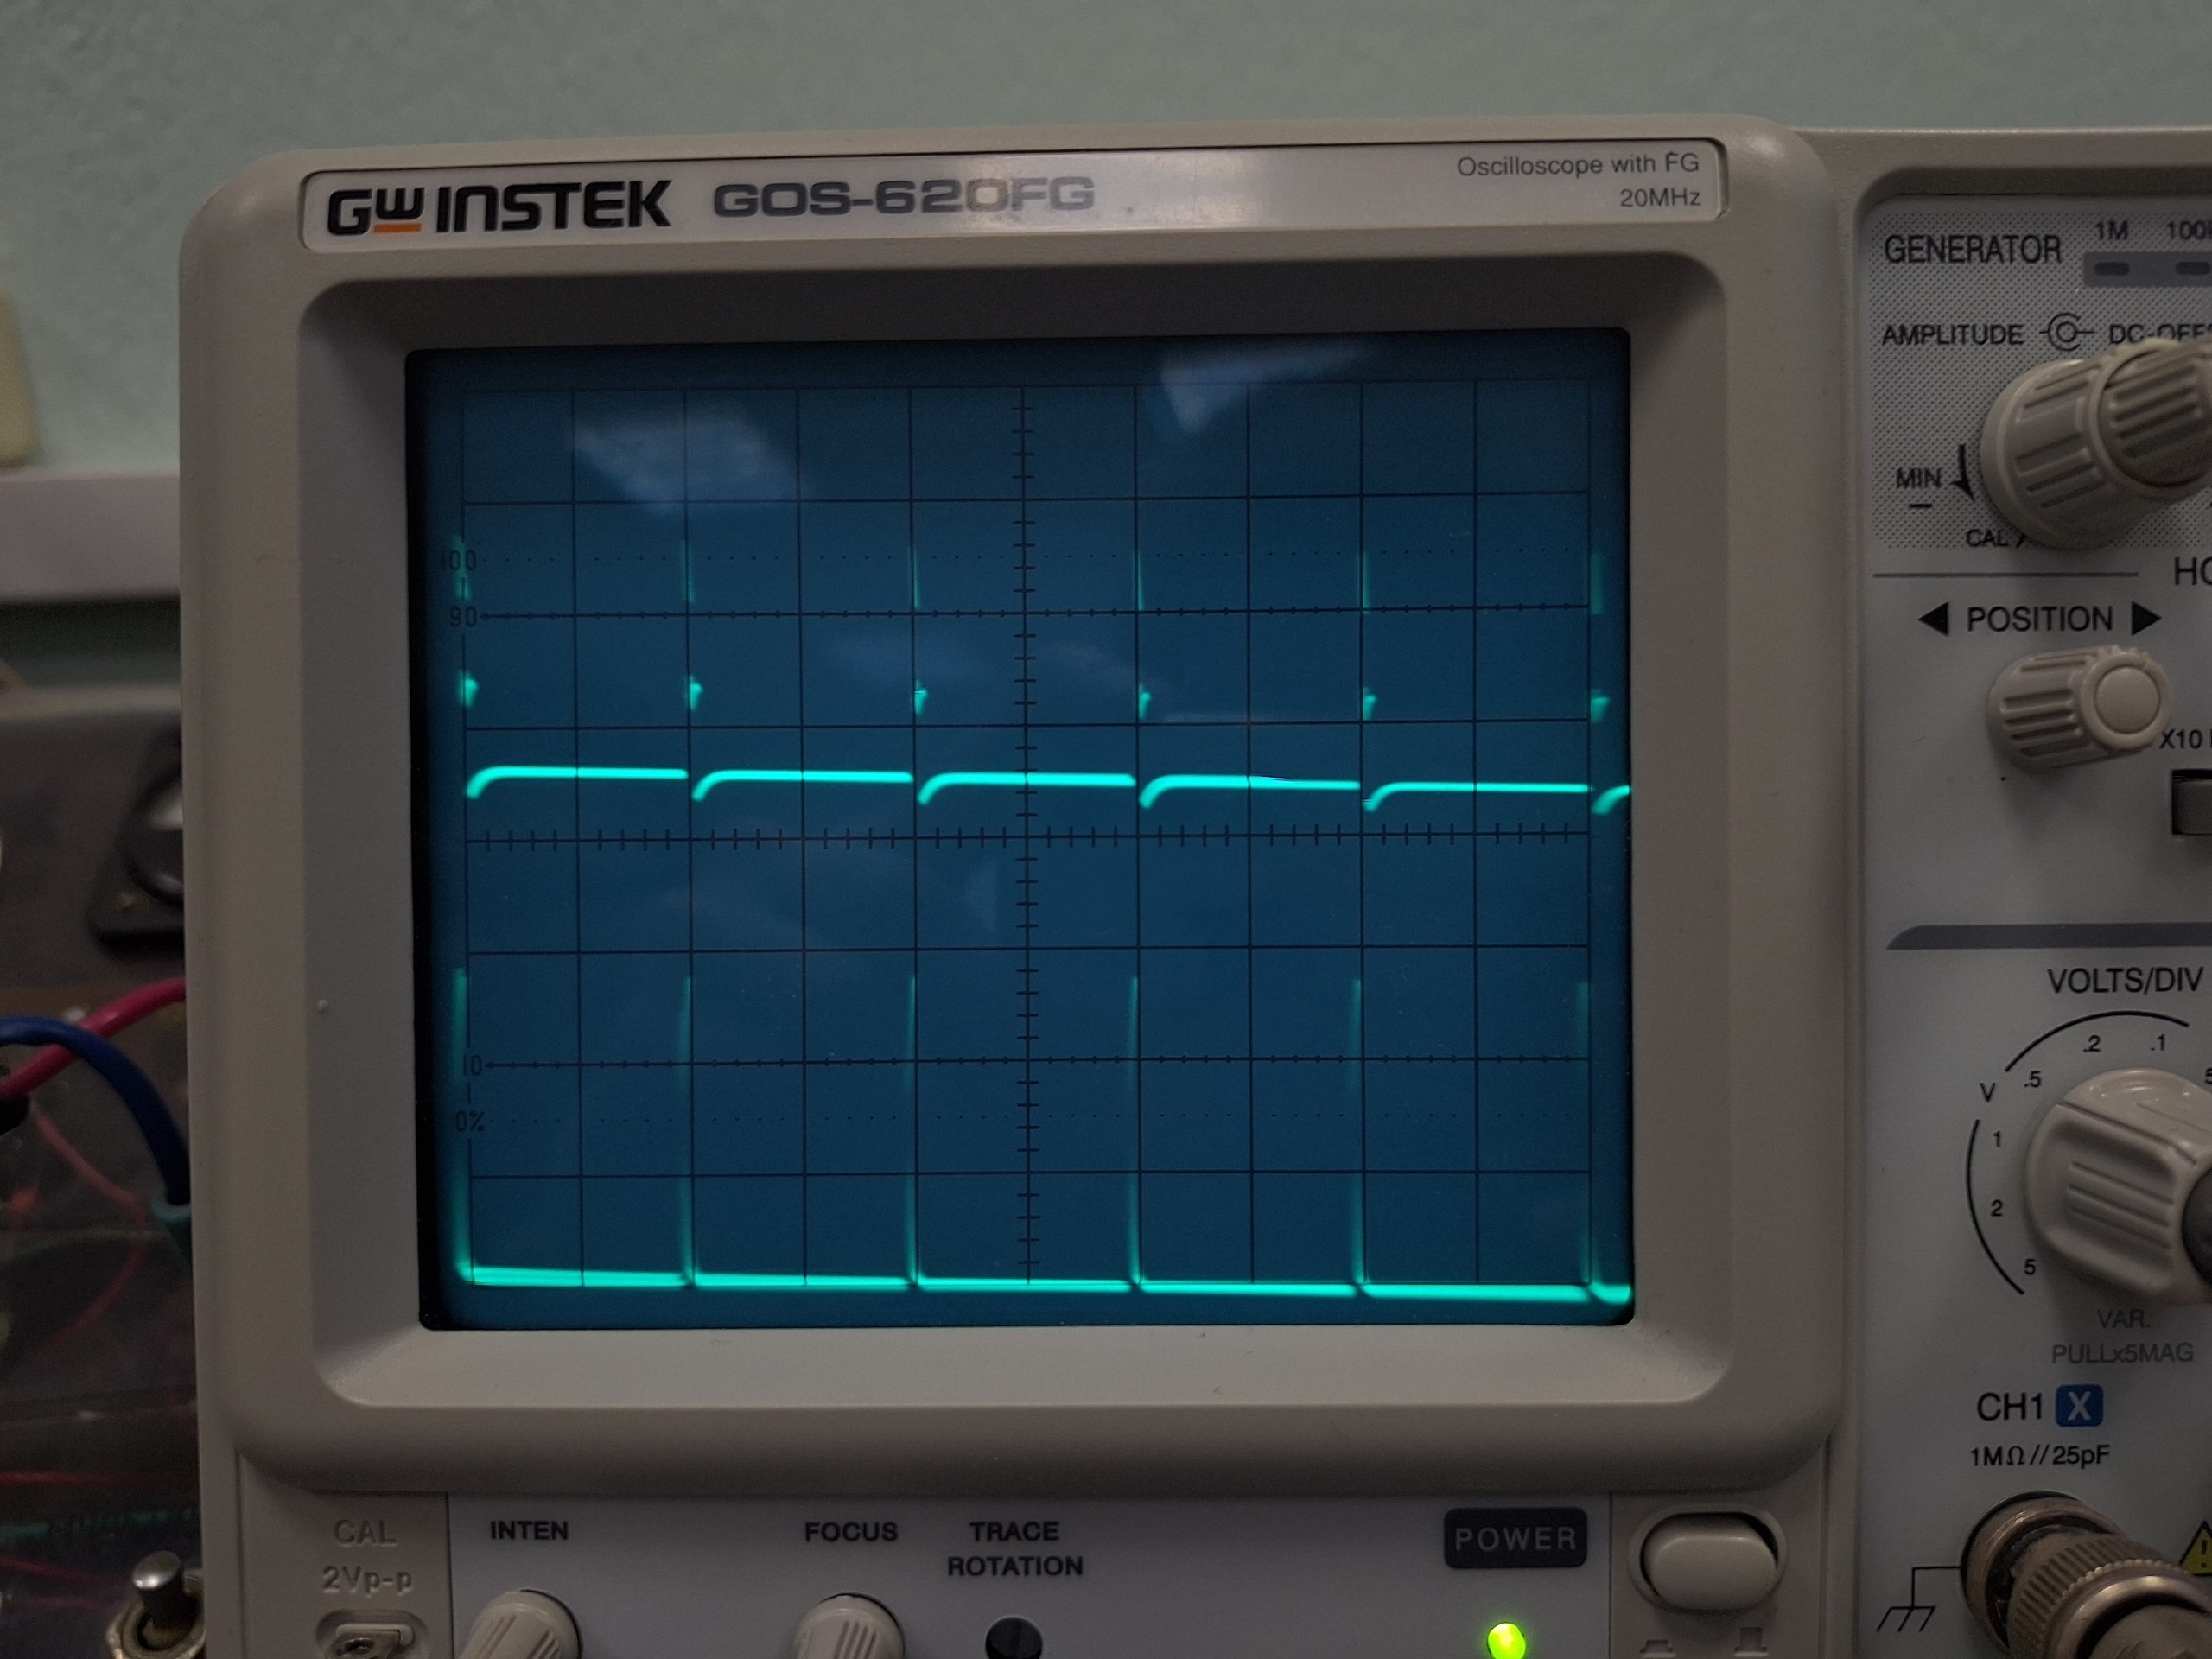 GW INSTEK GOS-620FG
Oscilloscope with FG
20MHz
GENERATOR
1M
AMPLITUDE
MIN
CAL
POSITION
X10
100
90
10
0%
VOLTS/DIV
.2 .1
.5
V
1
2
5
VAR.
PULLx5MAG
CH1 X
1MΩ//25pF
CAL
2Vp-p
INTEN
FOCUS
TRACE
ROTATION
POWER